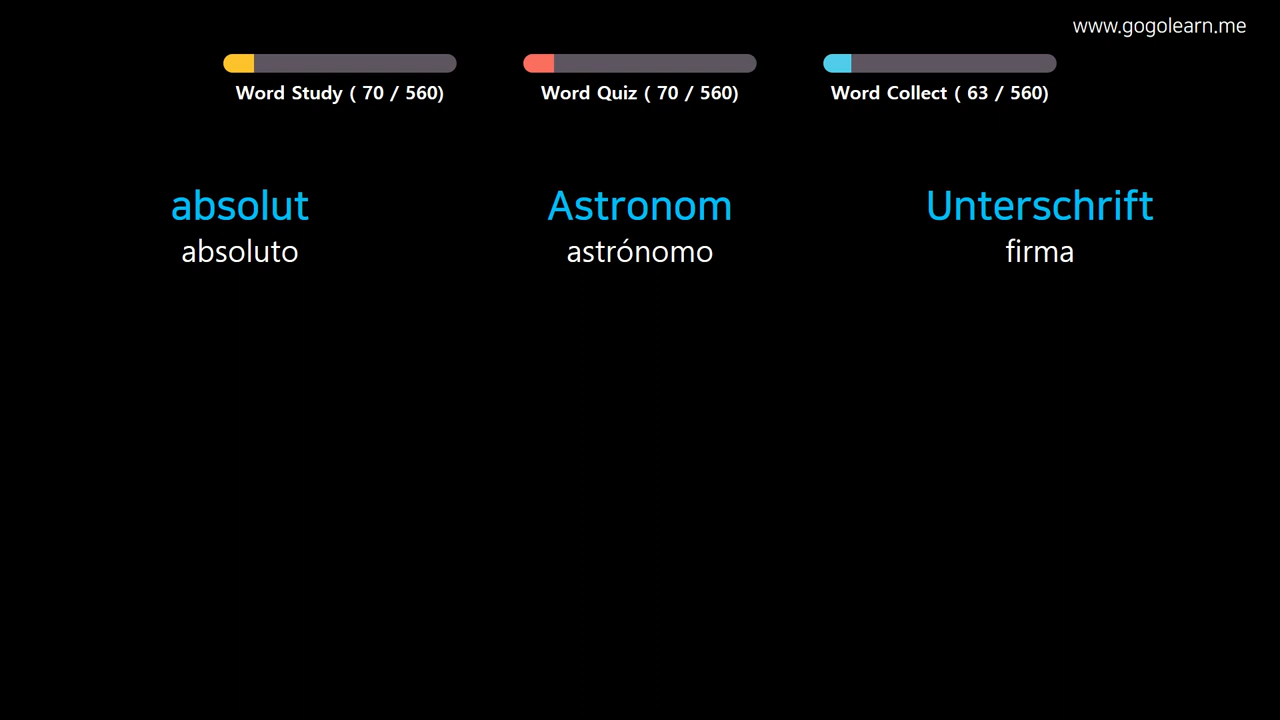 www.gogolearn.me
Word Study ( 70 / 560)
Word Quiz ( 70 / 560)
Word Collect ( 63 / 560)
absolut
absoluto
Astronom
astrónomo
Unterschrift
firma